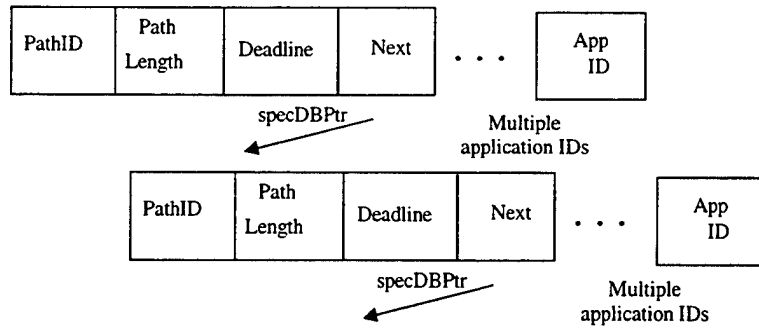 PathID
Path
Length
Deadline
Next
. . .
App
ID
specDBPtr
Multiple
application IDs
PathID
Path
Length
Deadline
Next
. . .
App
ID
specDBPtr
Multiple
application IDs